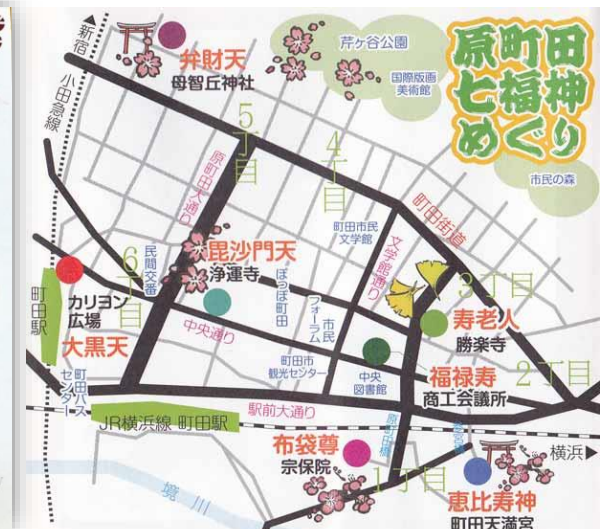 原町田
七福神
めぐり
▲新宿
小田急線
弁財天
母智丘神社
芹ヶ谷公園
国際版画
美術館
市民の森
5丁目
4丁目
原町田大通り
町田街道
町田市民
文学館
文学館通り
6丁目
民間交番
毘沙門天
浄運寺
ぽっぽ町田
市民
フォーラム
3丁目
カリヨン
広場
大黒天
町田駅
中央通り
寿老人
勝楽寺
町田市
観光センター
中央
図書館
福禄寿
商工会議所
2丁目
町田バス
センター
駅前大通り
JR横浜線 町田駅
布袋尊
宗保院
原町田橋
横浜▶
1丁目
境川
恵比寿神
町田天満宮